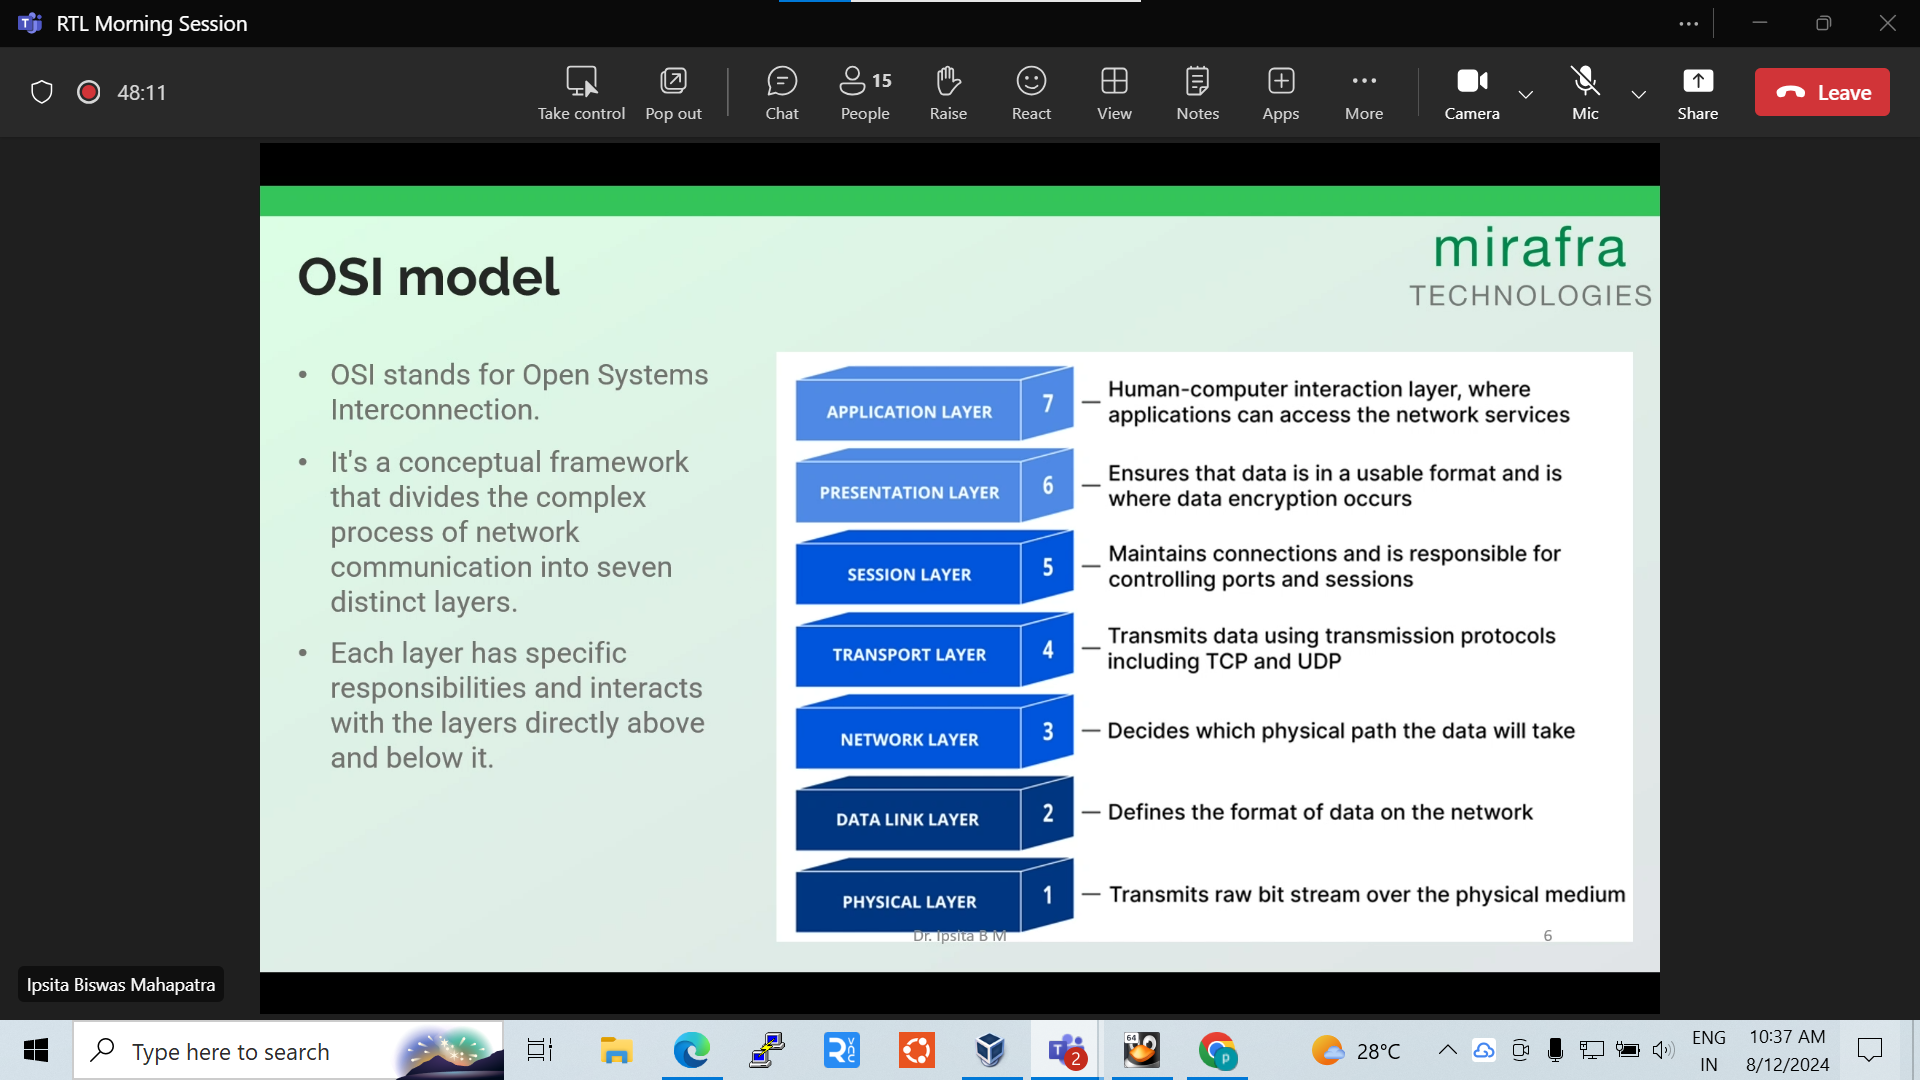 RTL Morning Session
48:11
Take control
Pop out
Chat
15
People
Raise
React
View
Notes
Apps
More
Camera
Mic
Share
Leave
mirafra
TECHNOLOGIES
OSI model
• OSI stands for Open Systems
Interconnection.
• It's a conceptual framework
that divides the complex
process of network
communication into seven
distinct layers.
• Each layer has specific
responsibilities and interacts
with the layers directly above
and below it.
APPLICATION LAYER 7
Human-computer interaction layer, where
applications can access the network services
PRESENTATION LAYER 6
Ensures that data is in a usable format and is
where data encryption occurs
SESSION LAYER 5
Maintains connections and is responsible for
controlling ports and sessions
TRANSPORT LAYER 4
Transmits data using transmission protocols
including TCP and UDP
NETWORK LAYER 3
Decides which physical path the data will take
DATA LINK LAYER 2
Defines the format of data on the network
PHYSICAL LAYER 1
Transmits raw bit stream over the physical medium
Dr. Ipsita B M
6
Ipsita Biswas Mahapatra
Type here to search
2
64
p
28°C
ENG
IN
10:37 AM
8/12/2024